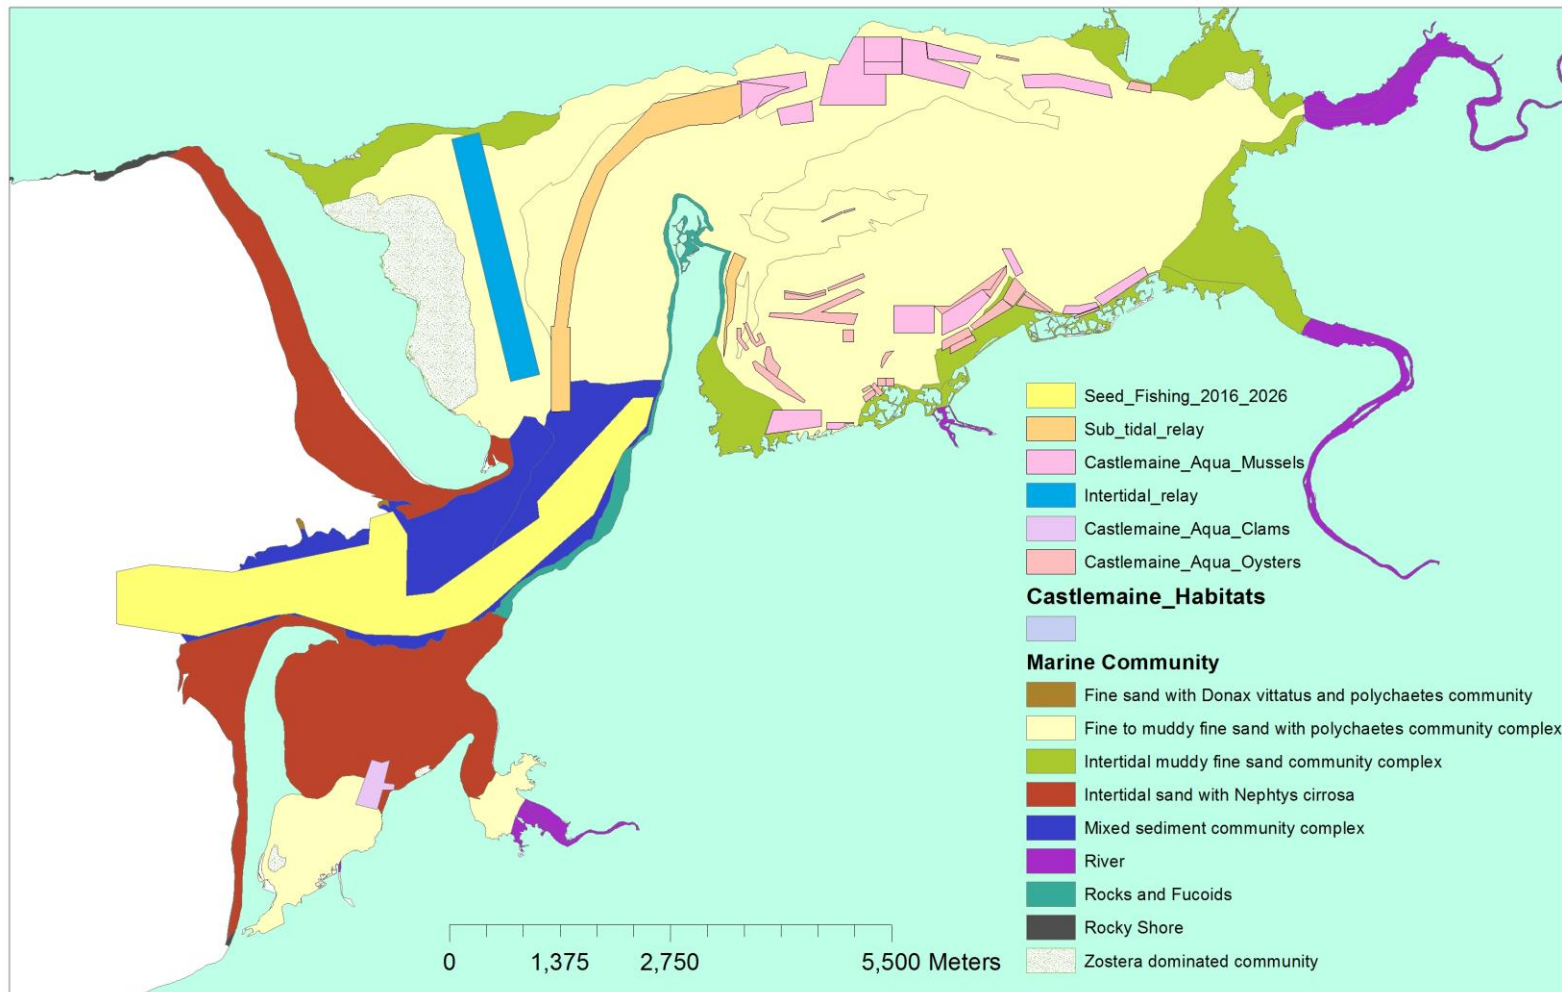 Seed_Fishing_2016_2026
Sub_tidal_relay
Castlemaine_Aqua_Mussels
Intertidal_relay
Castlemaine_Aqua_Clams
Castlemaine_Aqua_Oysters
Castlemaine_Habitats
Marine Community
Fine sand with Donax vittatus and polychaetes community
Fine to muddy fine sand with polychaetes community complex
Intertidal muddy fine sand community complex
Intertidal sand with Nephtys cirrosa
Mixed sediment community complex
River
Rocks and Fucoids
Rocky Shore
Zostera dominated community
0 1,375 2,750 5,500 Meters